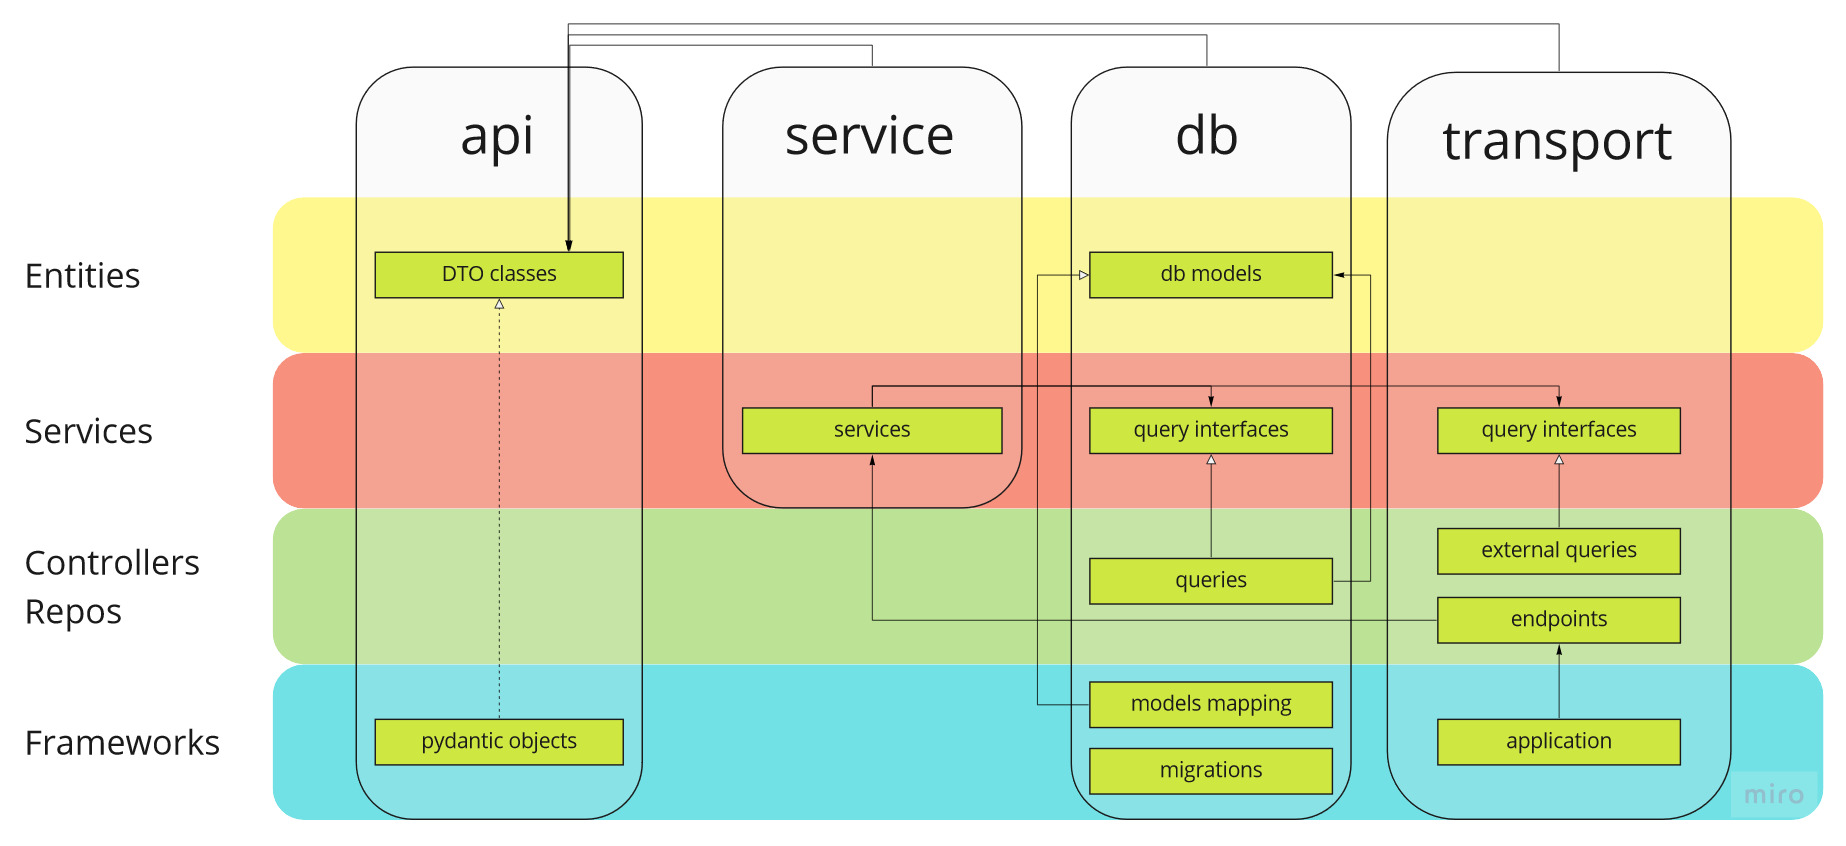 api
service
db
transport
Entities
DTO classes
db models
Services
services
query interfaces
query interfaces
Controllers
Repos
queries
external queries
endpoints
Frameworks
pydantic objects
models mapping
migrations
application
miro